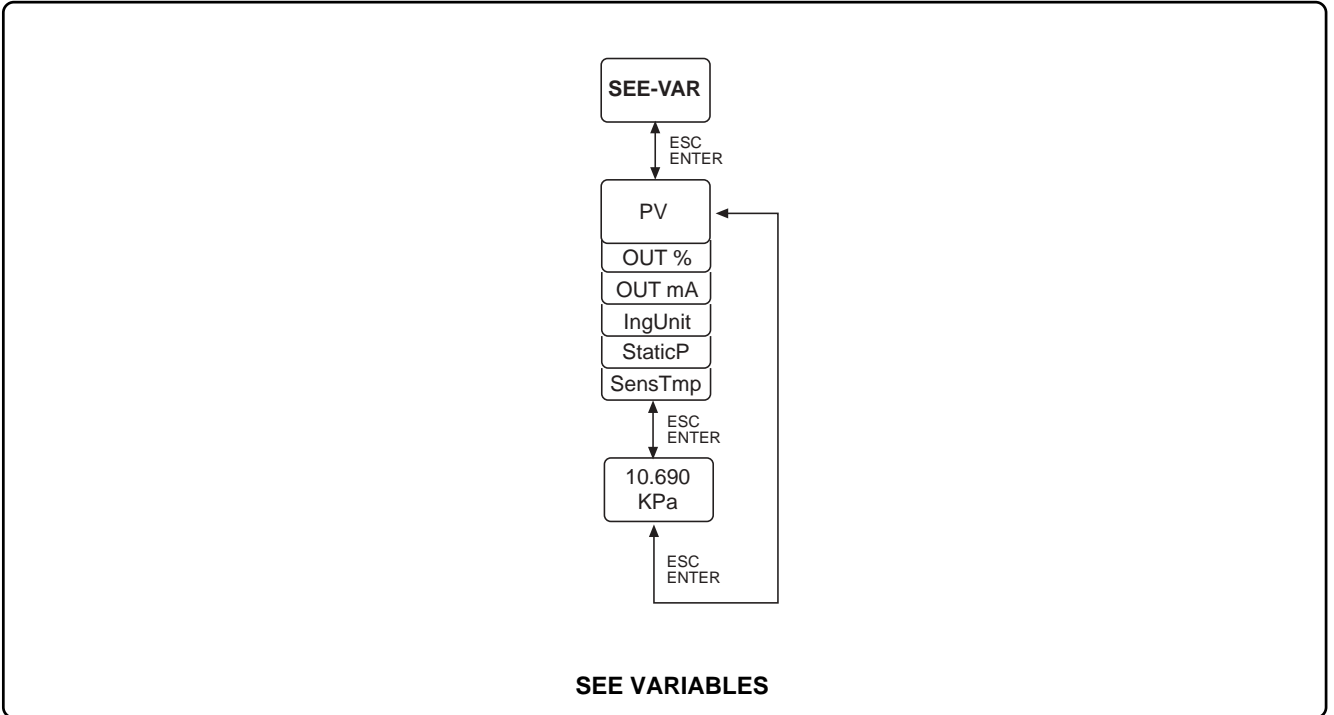 SEE-VAR
ESC
ENTER
PV
OUT %
OUT mA
IngUnit
StaticP
SensTmp
ESC
ENTER
10.690
KPa
ESC
ENTER
SEE VARIABLES